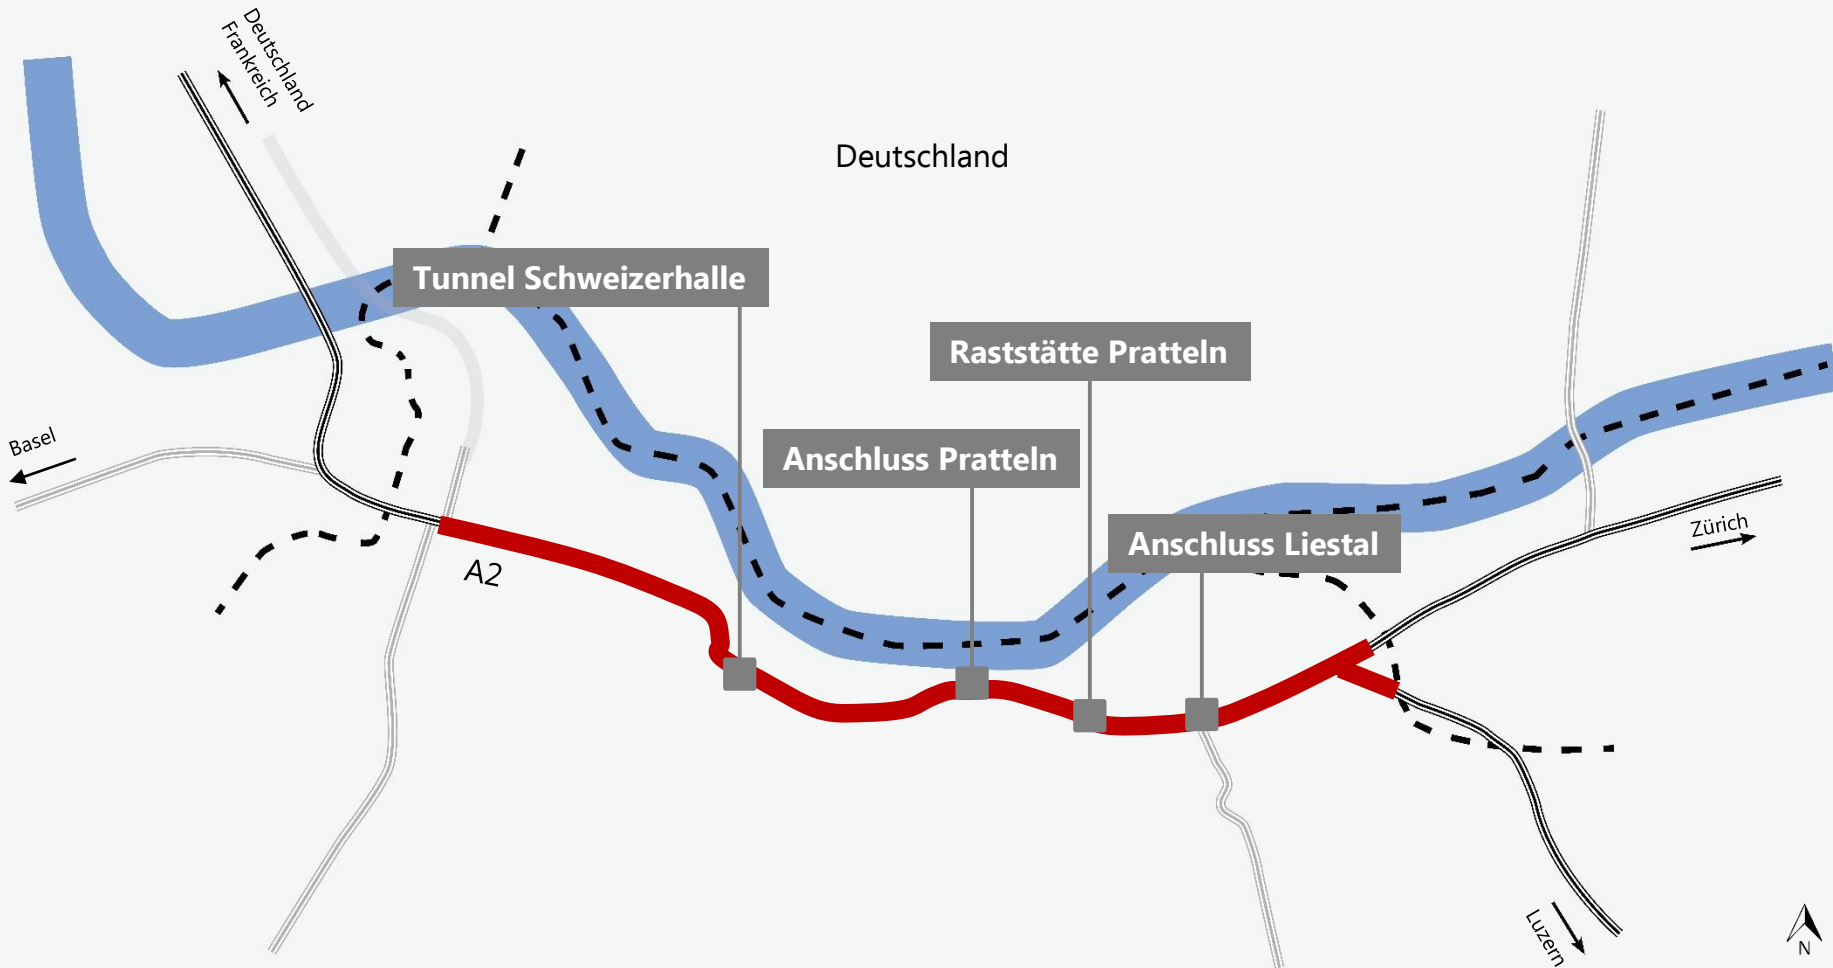 Deutschland
Frankreich
Deutschland
Tunnel Schweizerhalle
Raststätte Pratteln
Basel
Anschluss Pratteln
Zürich
Anschluss Liestal
A2
Luzern
N